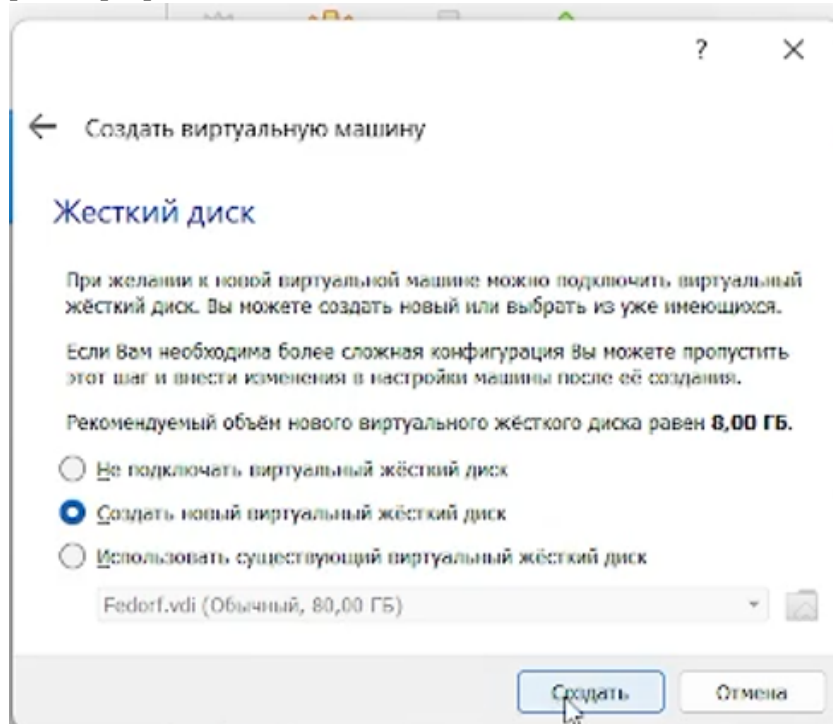 ?
Создать виртуальную машину
Жесткий диск
При желании к новой виртуальной машине можно подключить виртуальный
жёсткий диск. Вы можете создать новый или выбрать из уже имеющихся.
Если Вам необходима более сложная конфигурация Вы можете пропустить
этот шаг и внести изменения в настройки машины после её создания.
Рекомендуемый объём нового виртуального жёсткого диска равен 8,00 ГБ.
Не подключать виртуальный жёсткий диск
Создать новый виртуальный жёсткий диск
Использовать существующий виртуальный жёсткий диск
Fedorf.vdi (Обычный, 80,00 ГБ)
Создать Отмена